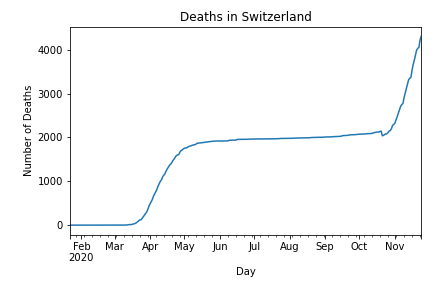 Deaths in Switzerland
Number of Deaths
4000
3000
2000
1000
0
Feb Mar Apr May Jun Jul Aug Sep Oct Nov
2020
Day